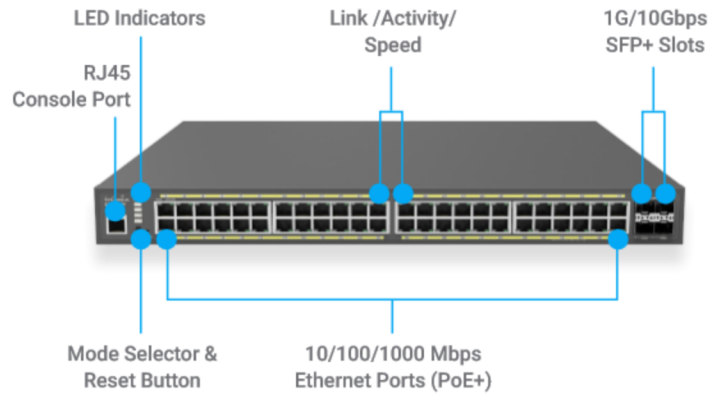 LED Indicators
Link /Activity/
Speed
1G/10Gbps
SFP+ Slots
RJ45
Console Port
Mode Selector &
Reset Button
10/100/1000 Mbps
Ethernet Ports (PoE+)